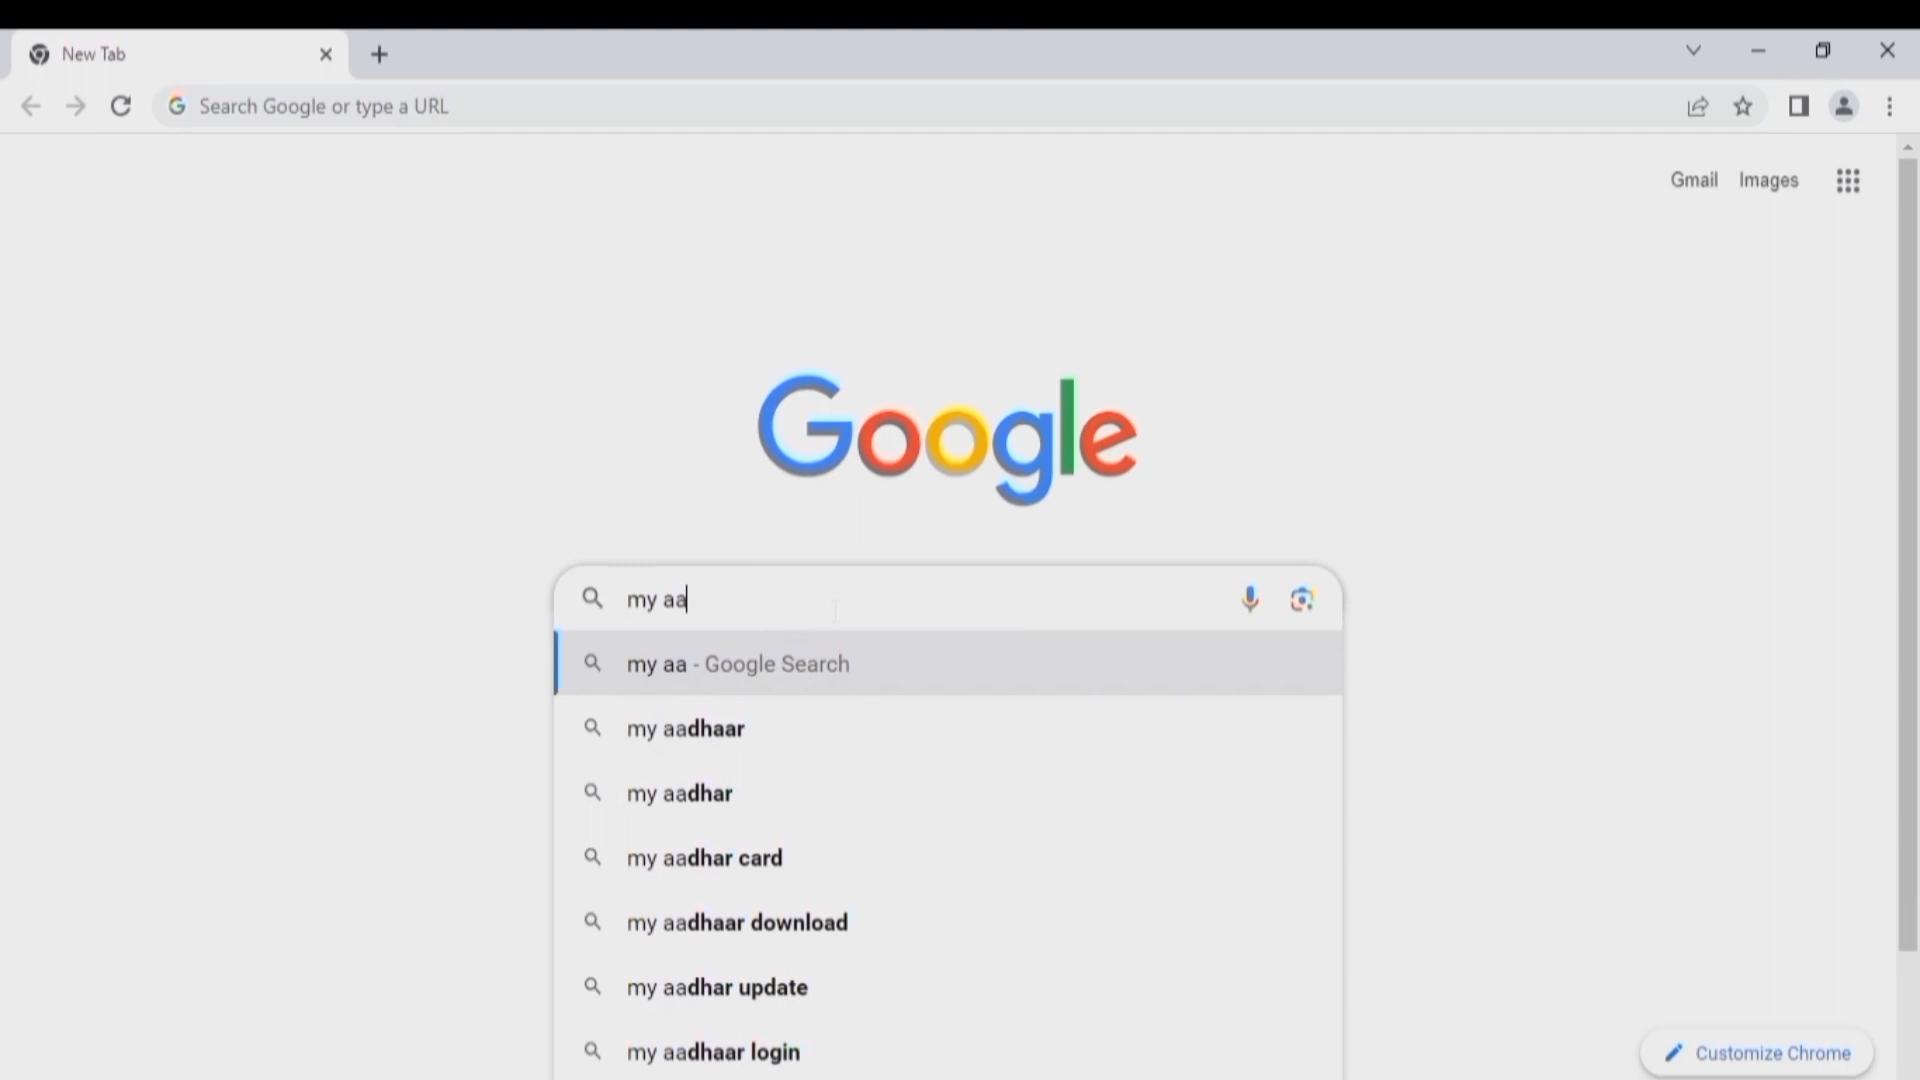 New Tab
Search Google or type a URL
Gmail Images
Google
my aa
my aa - Google Search
my aadhaar
my aadhar
my aadhar card
my aadhaar download
my aadhar update
my aadhaar login
Customize Chrome